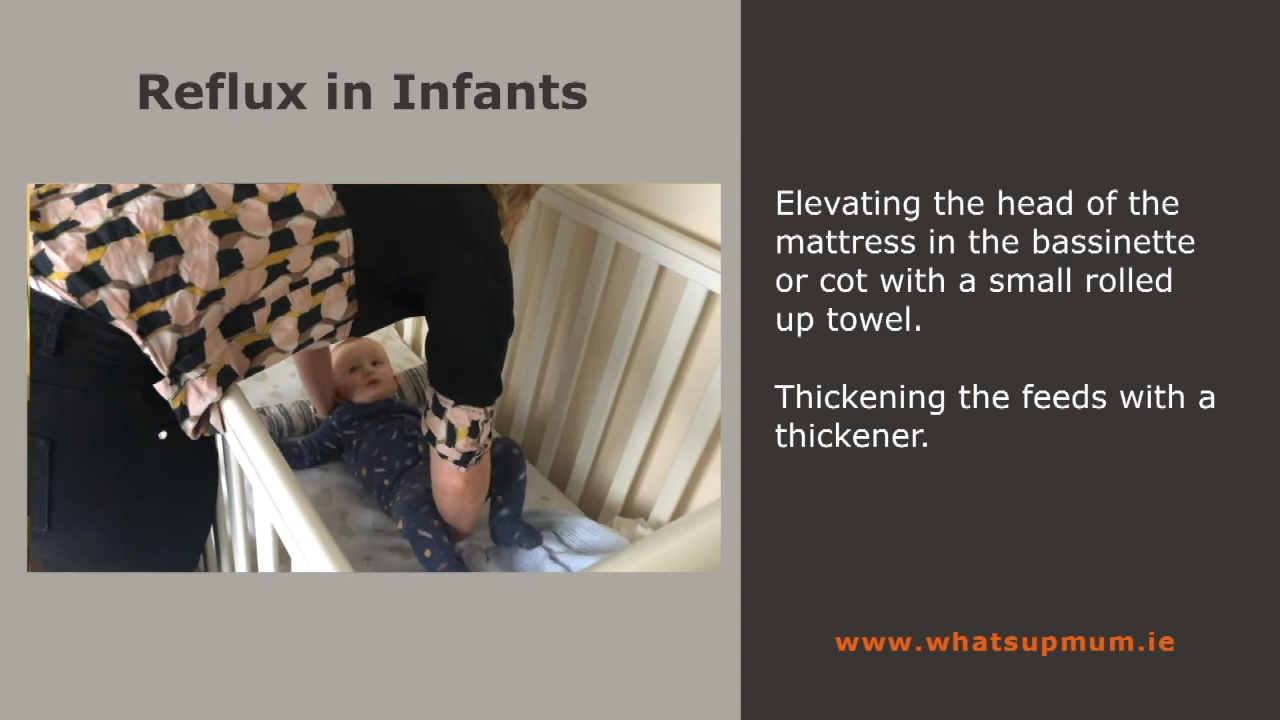 Reflux in Infants
Elevating the head of the
mattress in the bassinette
or cot with a small rolled
up towel.
Thickening the feeds with a
thickener.
www.whatsupmum.ie